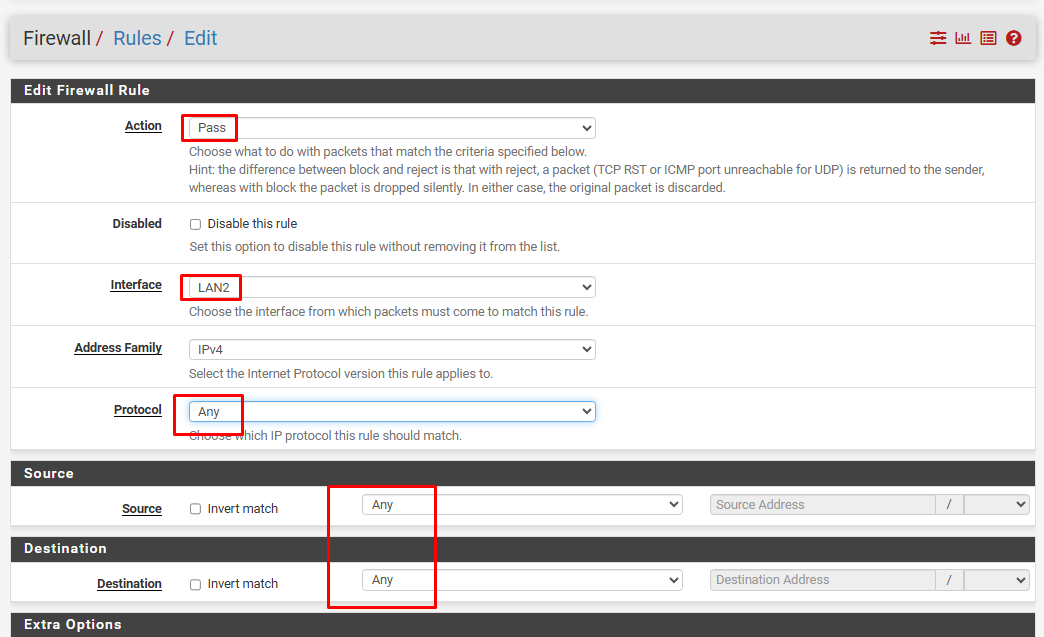 Firewall / Rules / Edit
Edit Firewall Rule
Action
Pass
Choose what to do with packets that match the criteria specified below.
Hint: the difference between block and reject is that with reject, a packet (TCP RST or ICMP port unreachable for UDP) is returned to the sender,
whereas with block the packet is dropped silently. In either case, the original packet is discarded.
Disabled
Disable this rule
Set this option to disable this rule without removing it from the list.
Interface
LAN2
Choose the interface from which packets must come to match this rule.
Address Family
IPv4
Select the Internet Protocol version this rule applies to.
Protocol
Any
Choose which IP protocol this rule should match.
Source
Source
Invert match
Any
Source Address
/
Destination
Destination
Invert match
Any
Destination Address
/
Extra Options